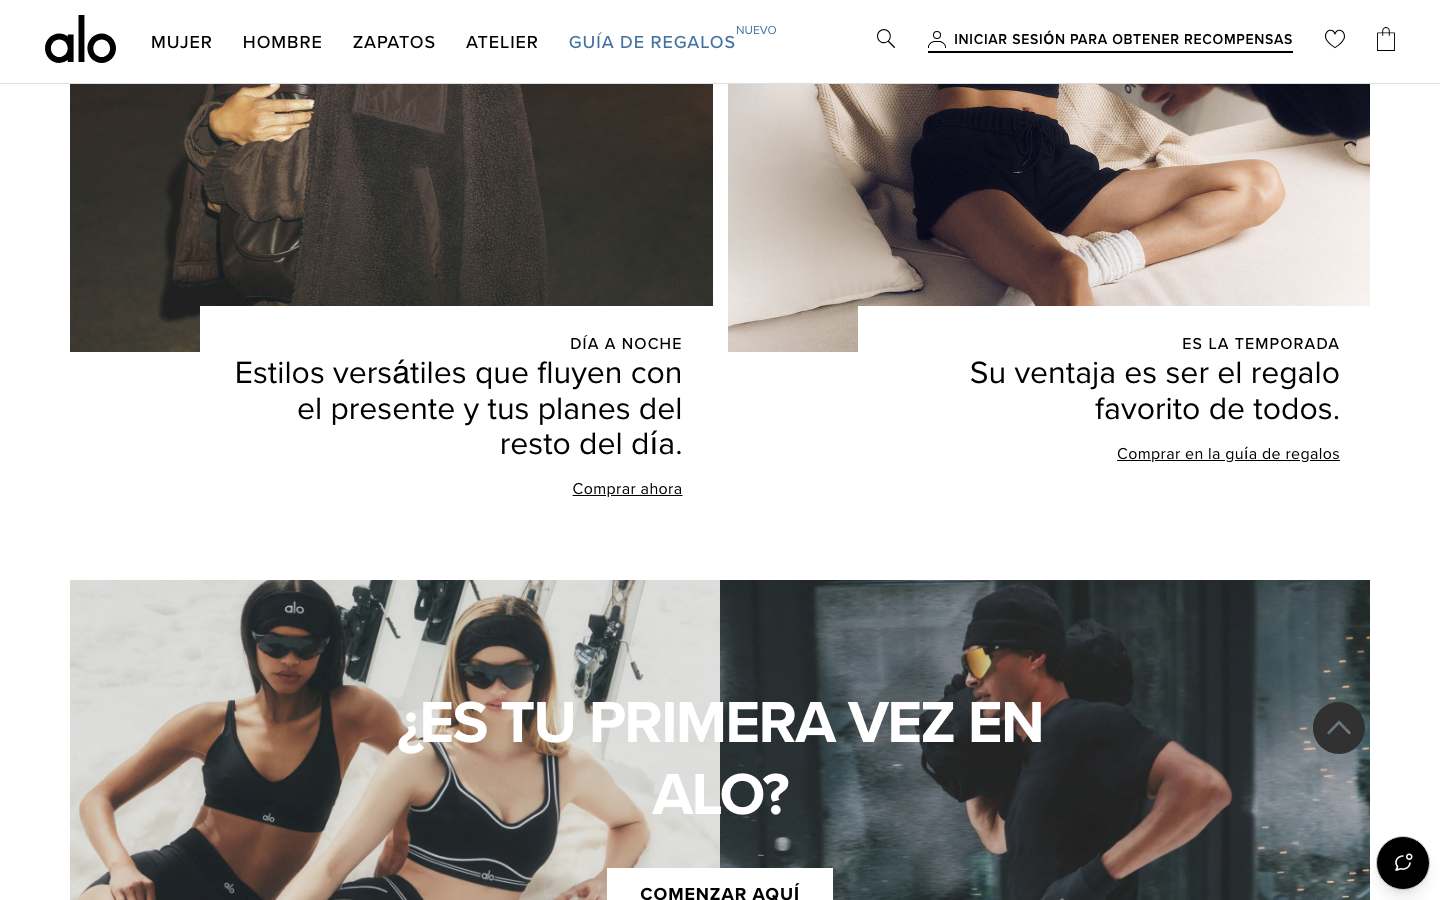 alo
MUJER
HOMBRE
ZAPATOS
ATELIER
GUÍA DE REGALOS
NUEVO
INICIAR SESIÓN PARA OBTENER RECOMPENSAS
DÍA A NOCHE
Estilos versátiles que fluyen con
el presente y tus planes del
resto del día.
Comprar ahora
ES LA TEMPORADA
Su ventaja es ser el regalo
favorito de todos.
Comprar en la guía de regalos
alo
¿ES TU PRIMERA VEZ EN
ALO?
alo
alo
COMENZAR AQUÍ